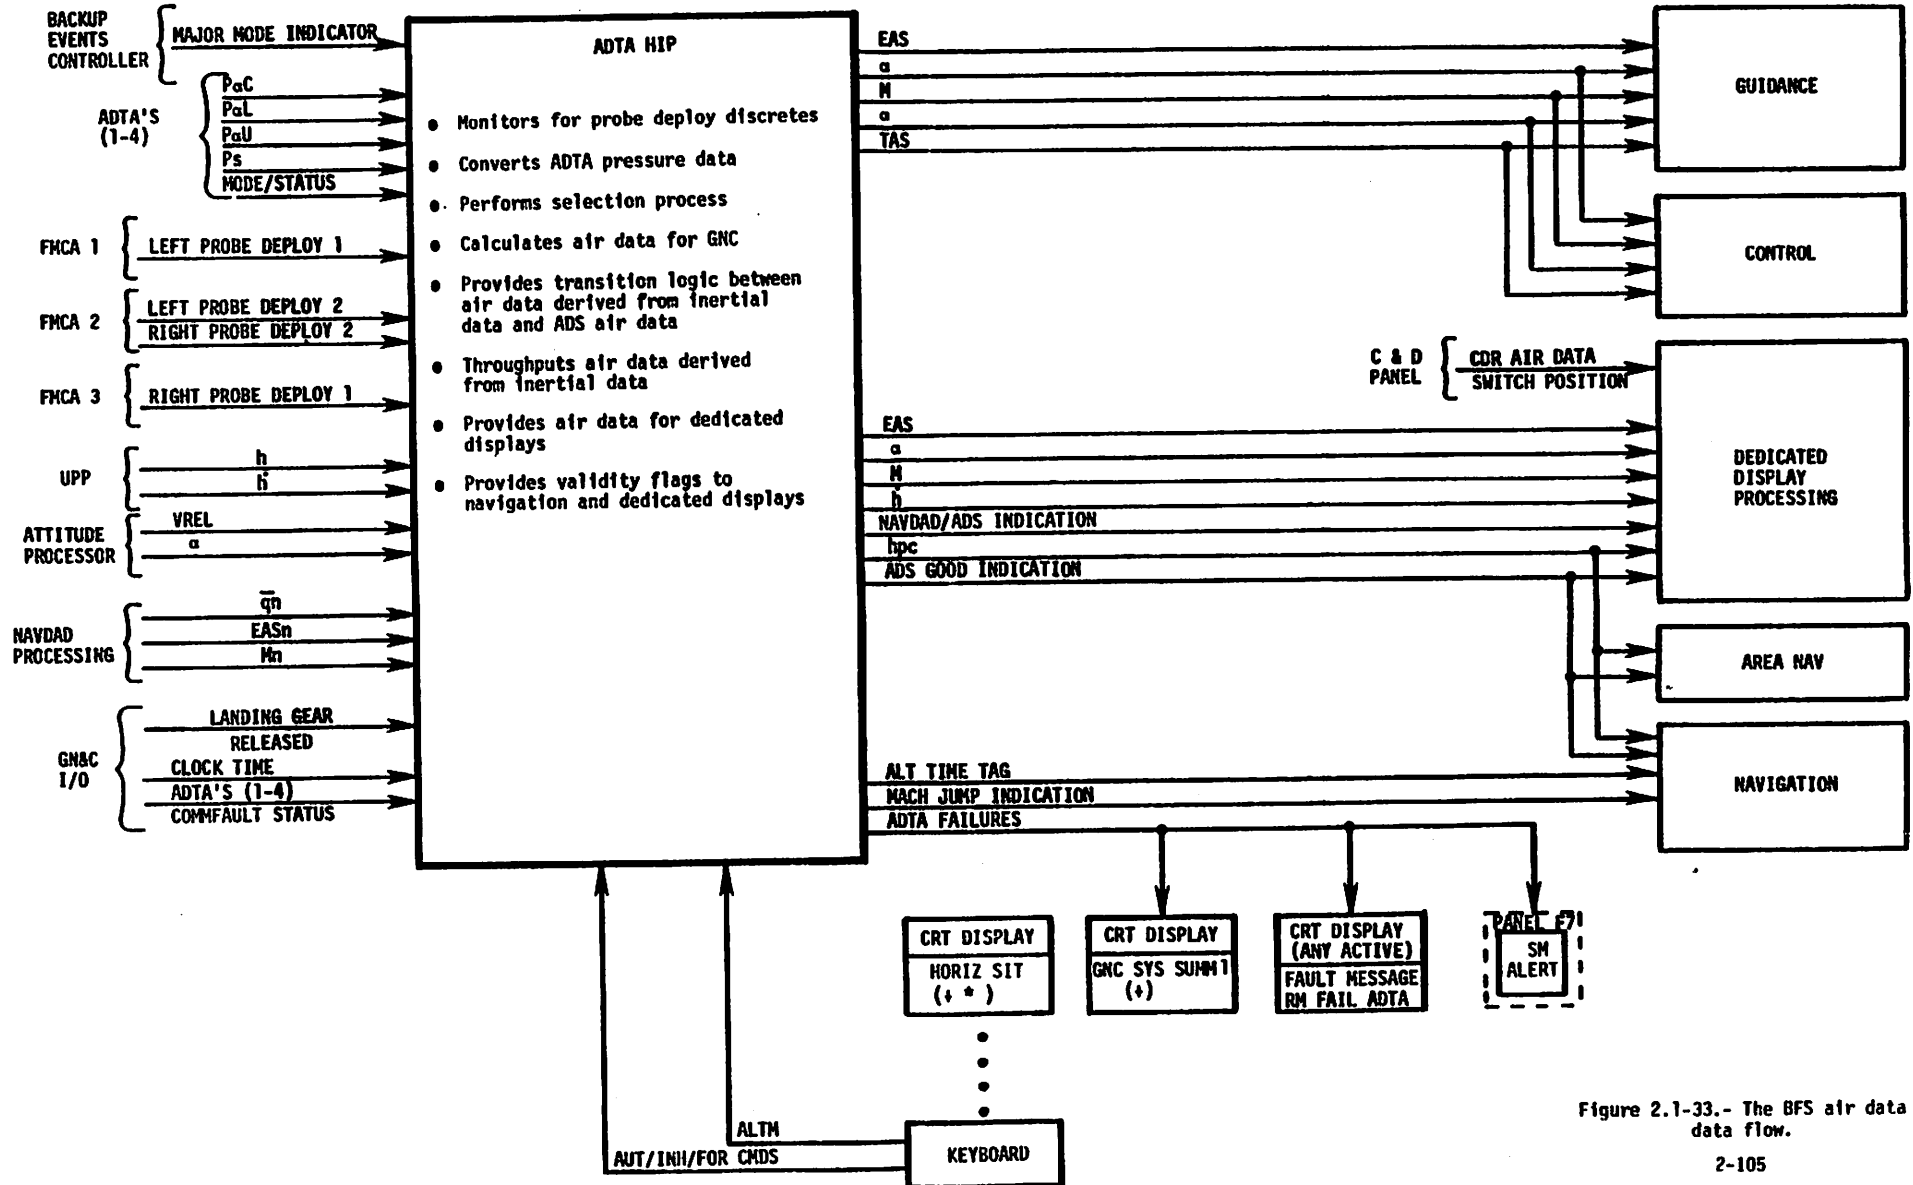 BACKUP
EVENTS
CONTROLLER
MAJOR MODE INDICATOR
ADTA'S
(1-4)
PαC
PαL
PαU
Ps
MODE/STATUS
FMCA 1
LEFT PROBE DEPLOY 1
FMCA 2
LEFT PROBE DEPLOY 2
RIGHT PROBE DEPLOY 2
FMCA 3
RIGHT PROBE DEPLOY 1
UPP
h
ḣ
ATTITUDE
PROCESSOR
VREL
α
NAVDAD
PROCESSING
q̅n
EASn
Mn
GN&C
I/O
LANDING GEAR
RELEASED
CLOCK TIME
ADTA'S (1-4)
COMMFAULT STATUS
ADTA HIP
● Monitors for probe deploy discretes
● Converts ADTA pressure data
● Performs selection process
● Calculates air data for GNC
● Provides transition logic between
air data derived from inertial
data and ADS air data
● Throughputs air data derived
from inertial data
● Provides air data for dedicated
displays
● Provides validity flags to
navigation and dedicated displays
EAS
α
M
α
TAS
GUIDANCE
CONTROL
C & D
PANEL
CDR AIR DATA
SWITCH POSITION
EAS
α
M
ḣ
NAVDAD/ADS INDICATION
hpc
ADS GOOD INDICATION
DEDICATED
DISPLAY
PROCESSING
AREA NAV
NAVIGATION
ALT TIME TAG
MACH JUMP INDICATION
ADTA FAILURES
CRT DISPLAY
HORIZ SIT
(↓ * )
CRT DISPLAY
GNC SYS SUMM1
(↓)
CRT DISPLAY
(ANY ACTIVE)
FAULT MESSAGE
RM FAIL ADTA
PANEL F7
SM
ALERT
ALTM
AUT/INH/FOR CMDS
KEYBOARD
Figure 2.1-33.- The BFS air data
data flow.
2-105